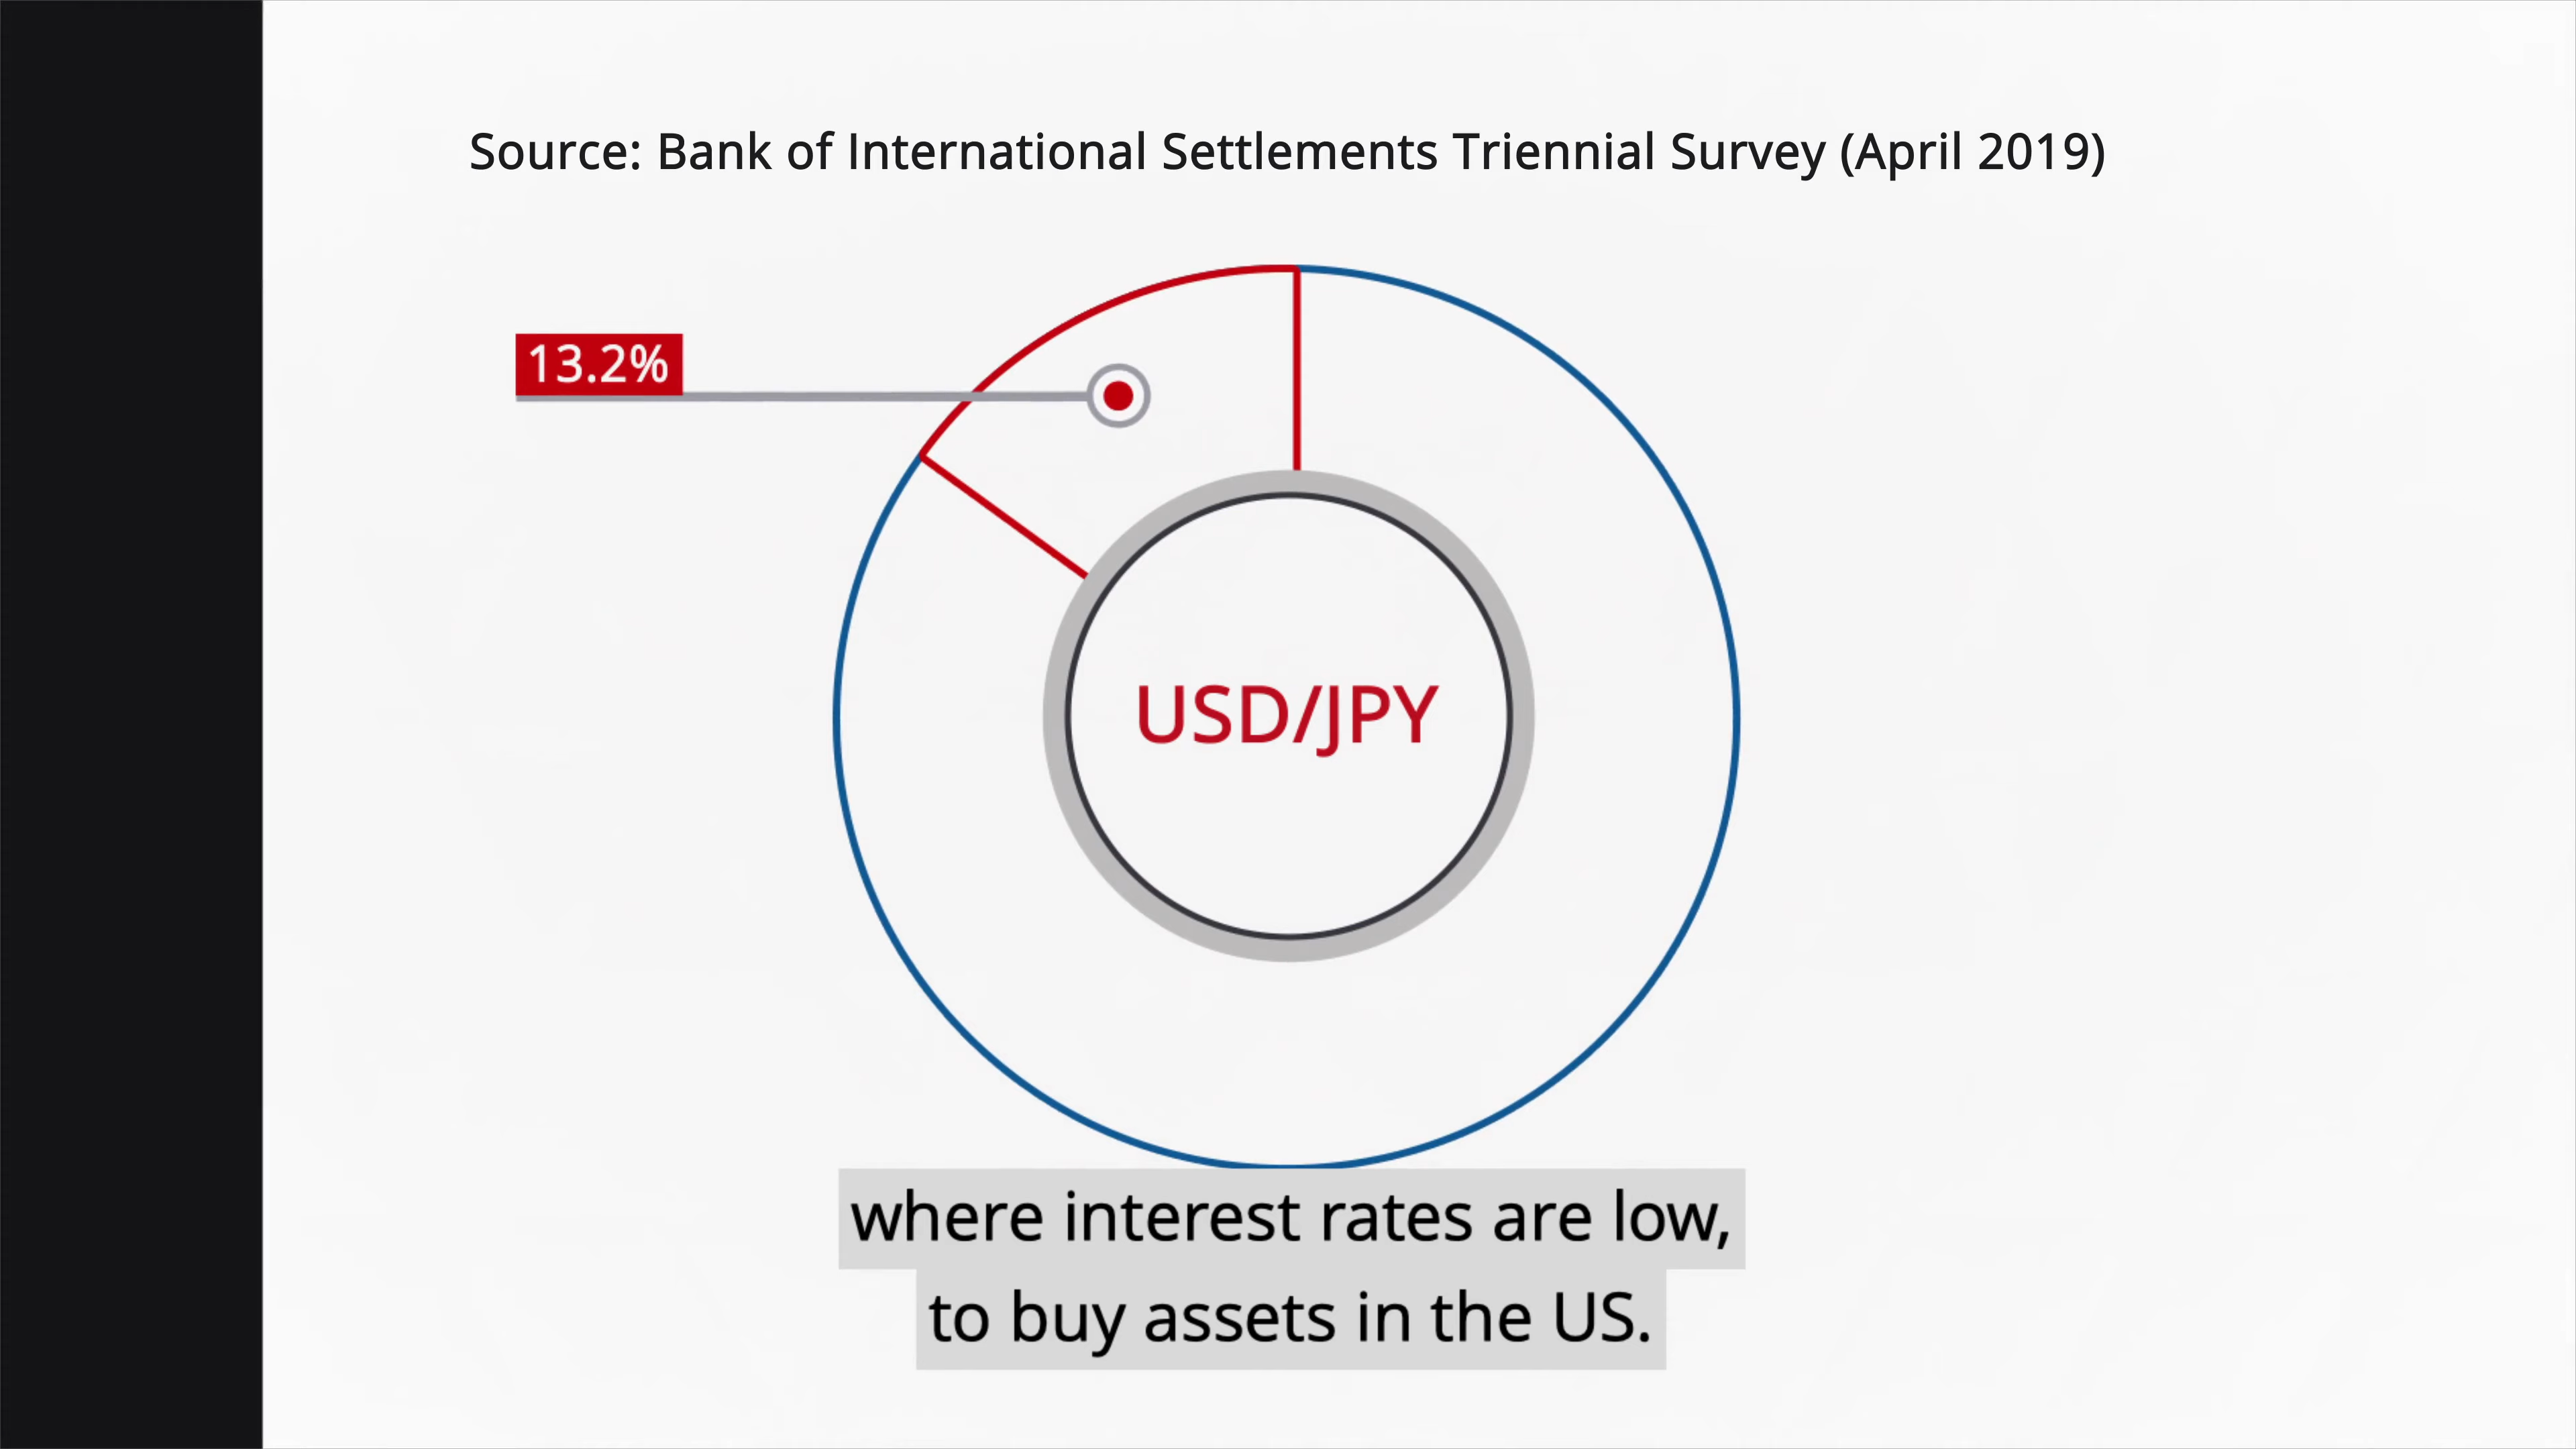 Source: Bank of International Settlements Triennial Survey (April 2019)
13.2%
USD/JPY
where interest rates are low,
to buy assets in the US.